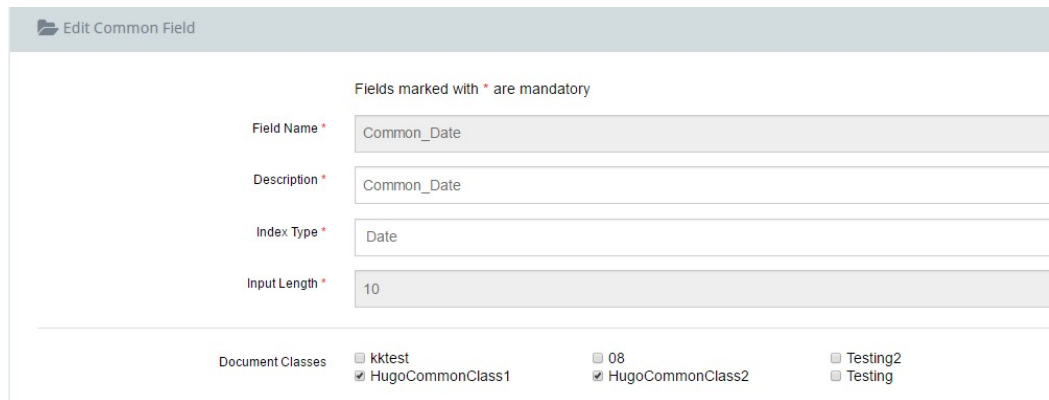 Edit Common Field
Fields marked with * are mandatory
Field Name * Common_Date
Description * Common_Date
Index Type * Date
Input Length * 10
Document Classes kktest 08 Testing2
HugoCommonClass1 HugoCommonClass2 Testing